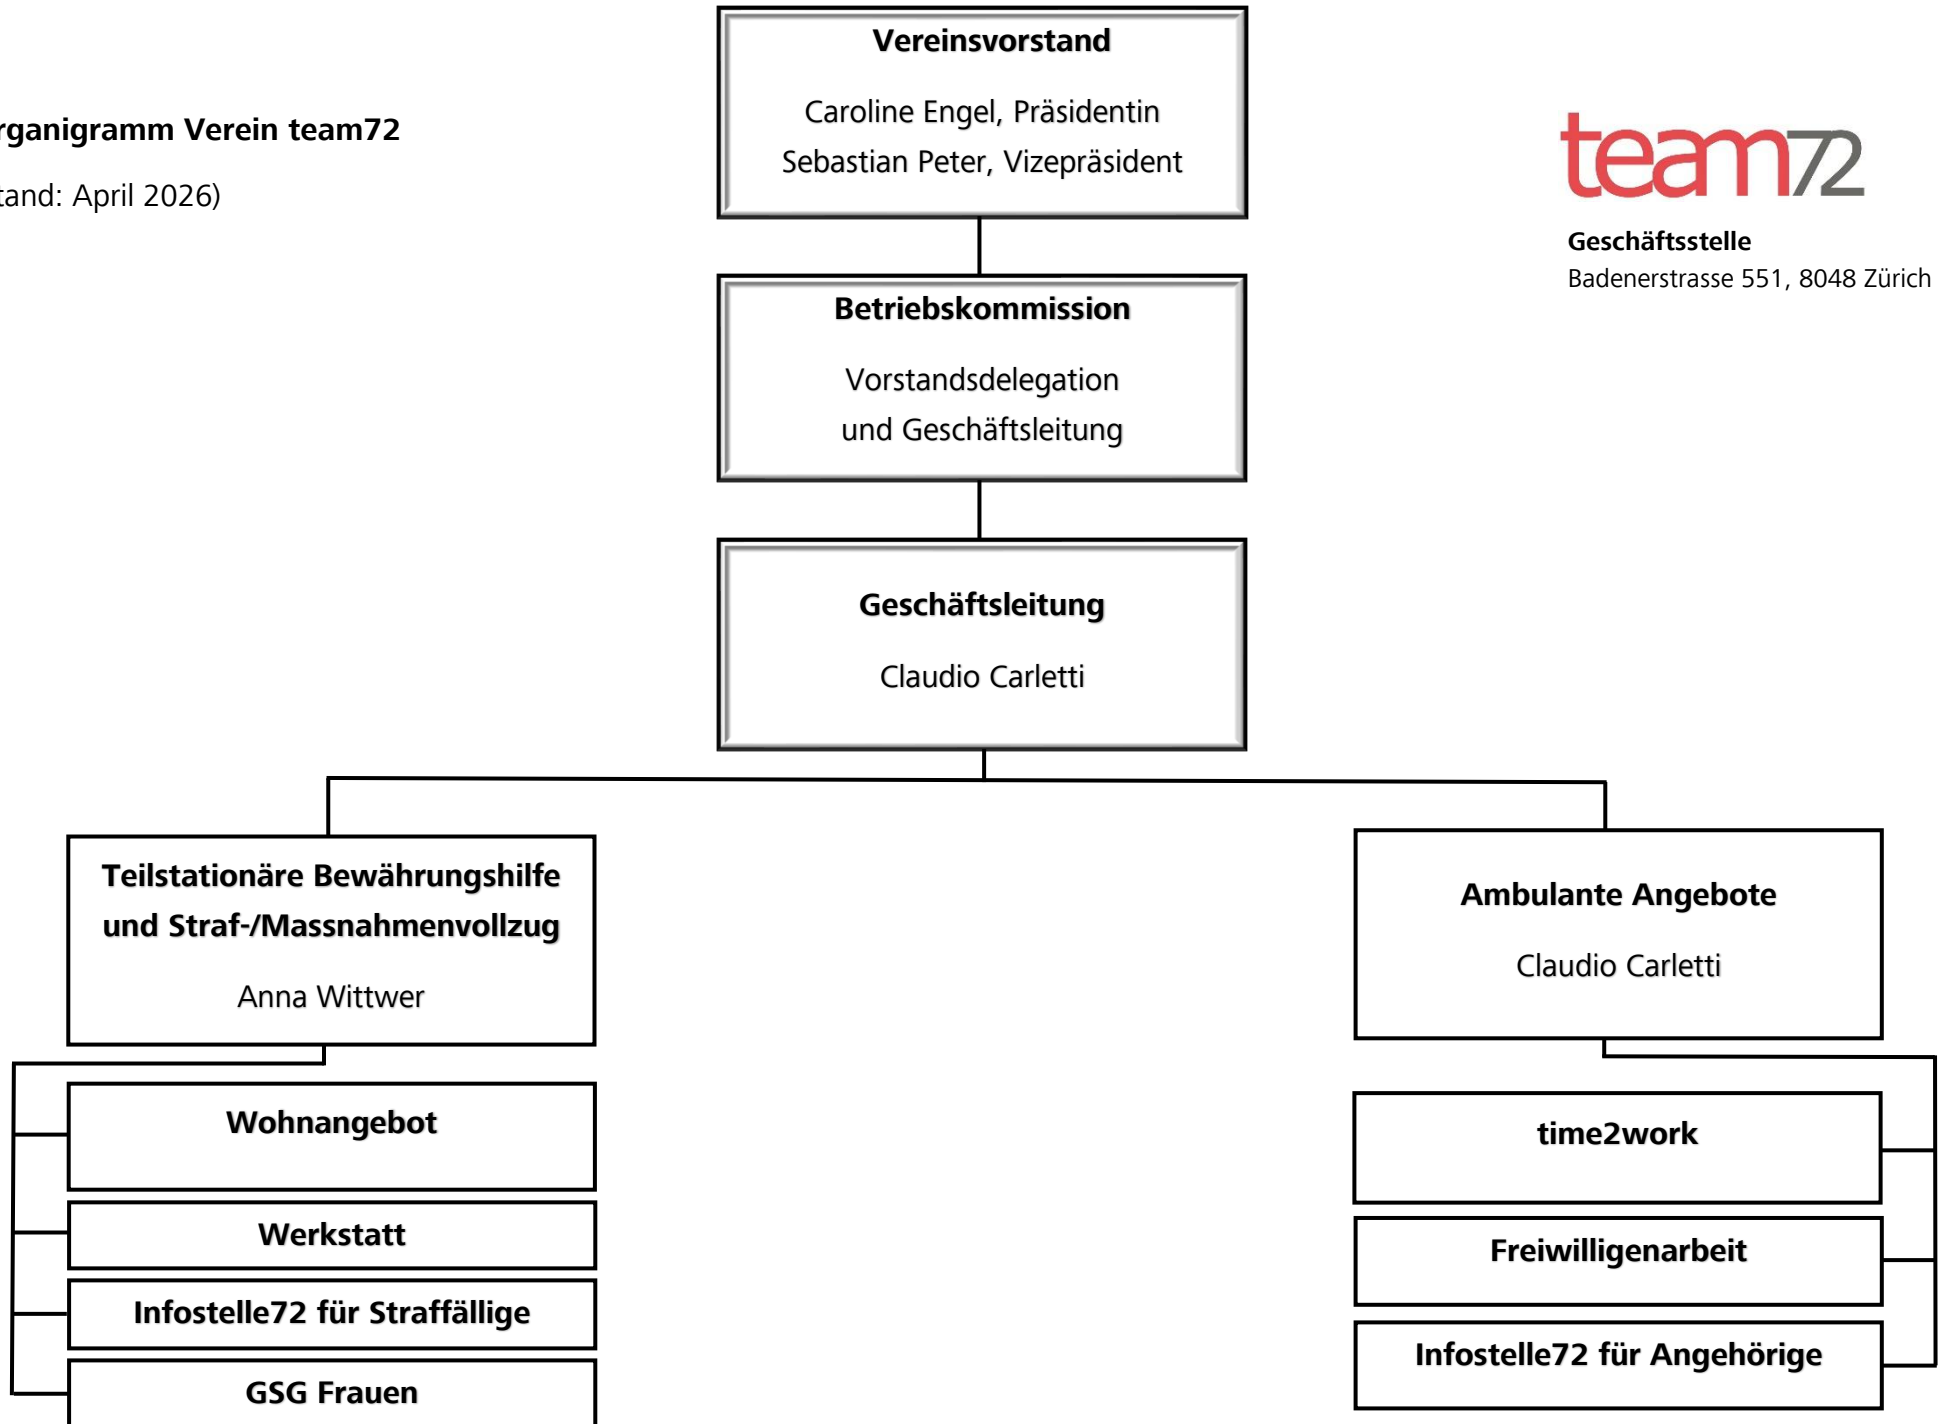 Vereinsvorstand
Caroline Engel, Präsidentin
Sebastian Peter, Vizepräsident
rganigramm Verein team72
tand: April 2026)
team72
Geschäftsstelle
Badenerstrasse 551, 8048 Zürich
Betriebskommission
Vorstandsdelegation
und Geschäftsleitung
Geschäftsleitung
Claudio Carletti
Teilstationäre Bewährungshilfe
und Straf-/Massnahmenvollzug
Anna Wittwer
Wohnangebot
Werkstatt
Infostelle72 für Straffällige
GSG Frauen
Ambulante Angebote
Claudio Carletti
time2work
Freiwilligenarbeit
Infostelle72 für Angehörige